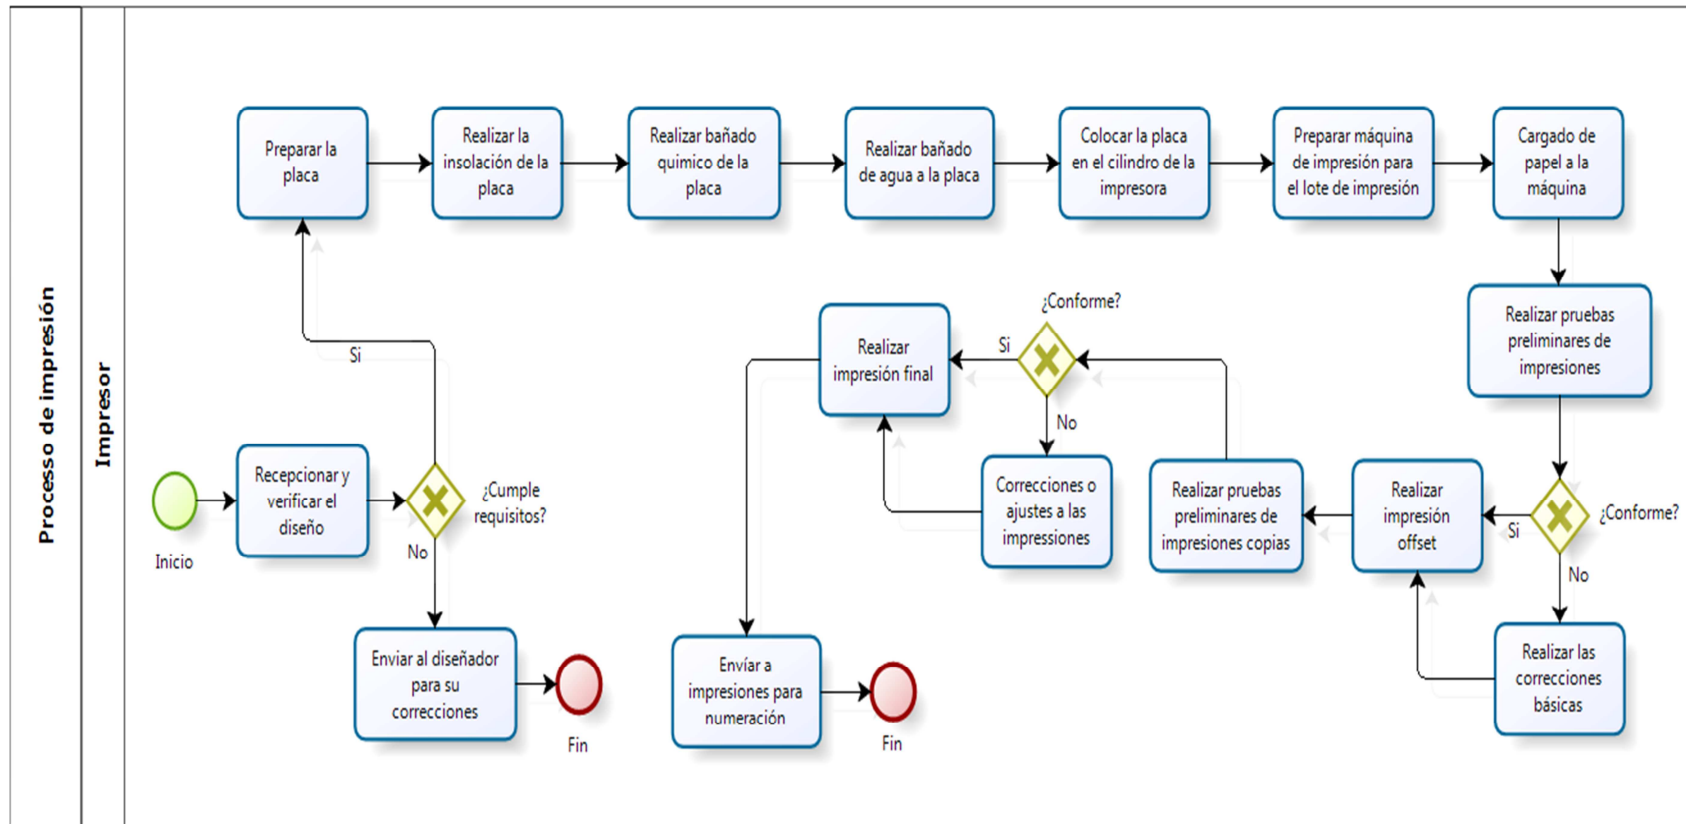 Processo de impresión
Impresor
Inicio
Recepcionar y
verificar el
diseño
¿Cumple
requisitos?
Si
No
Enviar al diseñador
para su
correcciones
Fin
Preparar la
placa
Realizar la
insolación de la
placa
Realizar bañado
quimico de la
placa
Realizar bañado
de agua a la placa
Colocar la placa
en el cilindro de la
impresora
Preparar máquina
de impresión para
el lote de impresión
Cargado de
papel a la
máquina
Realizar pruebas
preliminares de
impresiones
¿Conforme?
Si
No
Realizar las
correcciones
básicas
Realizar
impresión
offset
Realizar pruebas
preliminares de
impresiones copias
¿Conforme?
Si
No
Correcciones o
ajustes a las
impressiones
Realizar
impresión final
Envíar a
impresiones para
numeración
Fin